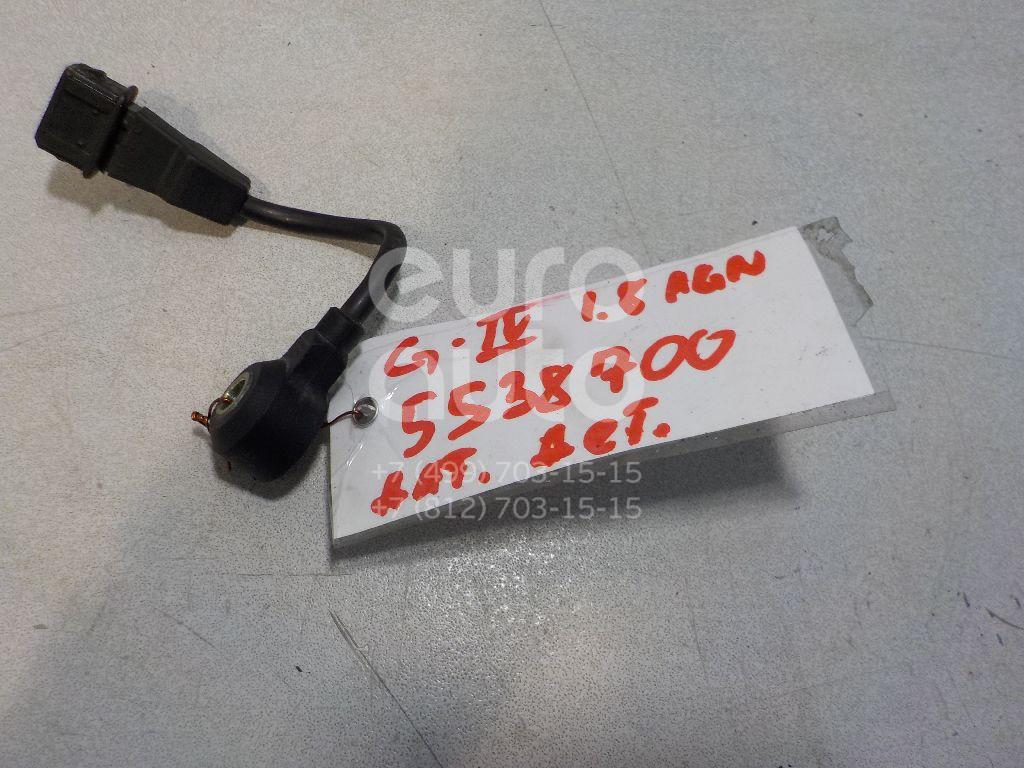 euro
auto
G-IV 1.8 AGN
5538700
ДАТ. ДЕТ.
+7 (499) 703-15-15
+7 (812) 703-15-15